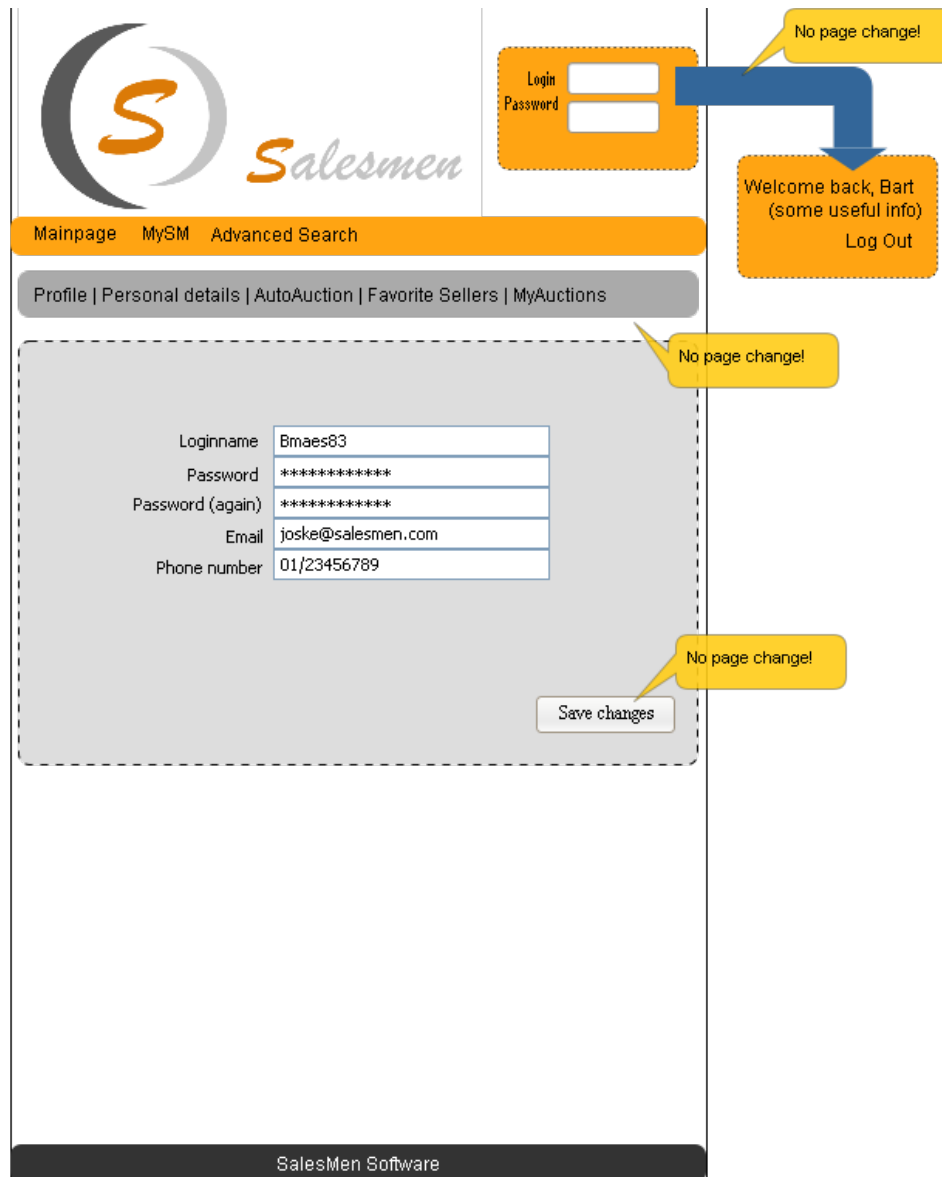 No page change!
Login
Password
S
Salesmen
Welcome back, Bart
(some useful info)
Log Out
Mainpage MySM Advanced Search
Profile | Personal details | AutoAuction | Favorite Sellers | MyAuctions
No page change!
Loginname Bmaes83
Password ************
Password (again) ************
Email joske@salesmen.com
Phone number 01/23456789
No page change!
Save changes
SalesMen Software